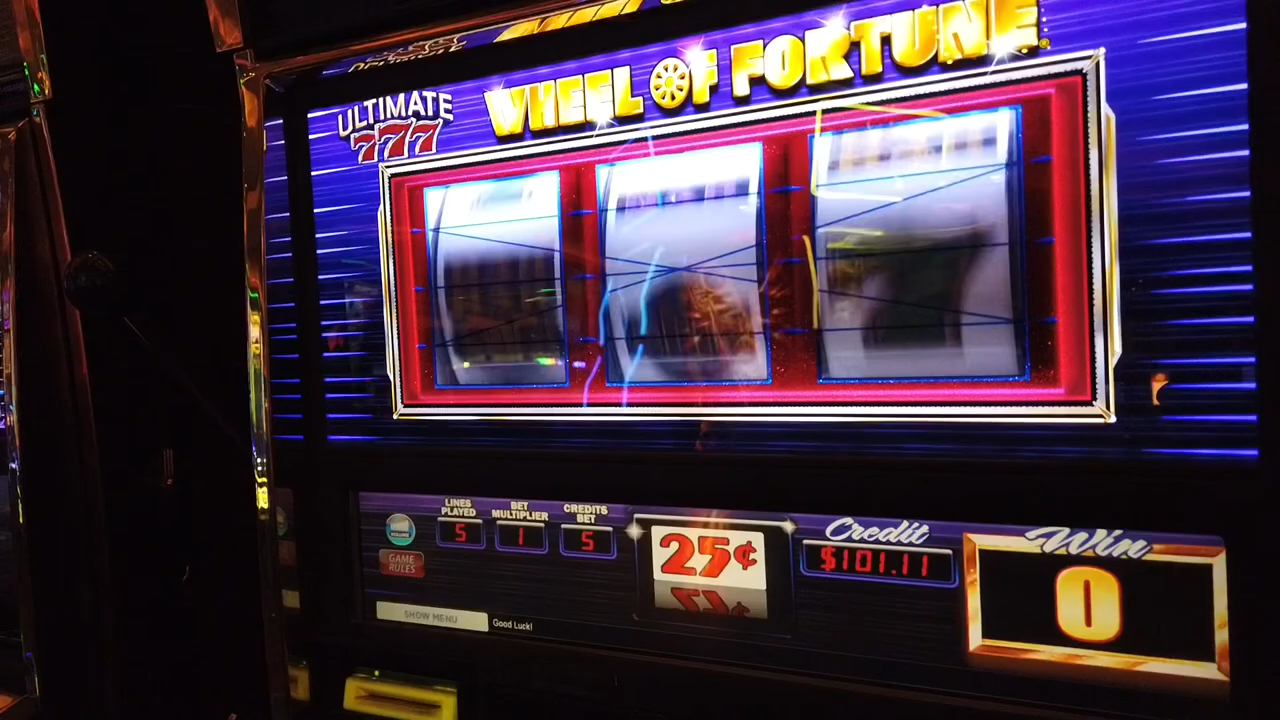 WHEEL OF FORTUNE
ULTIMATE
777
LINES
PLAYED
BET
MULTIPLIER
CREDITS
BET
5
1
5
VOLUME
GAME
RULES
25¢
Credit
$101.11
Win
0
SHOW MENU
Good Luck!